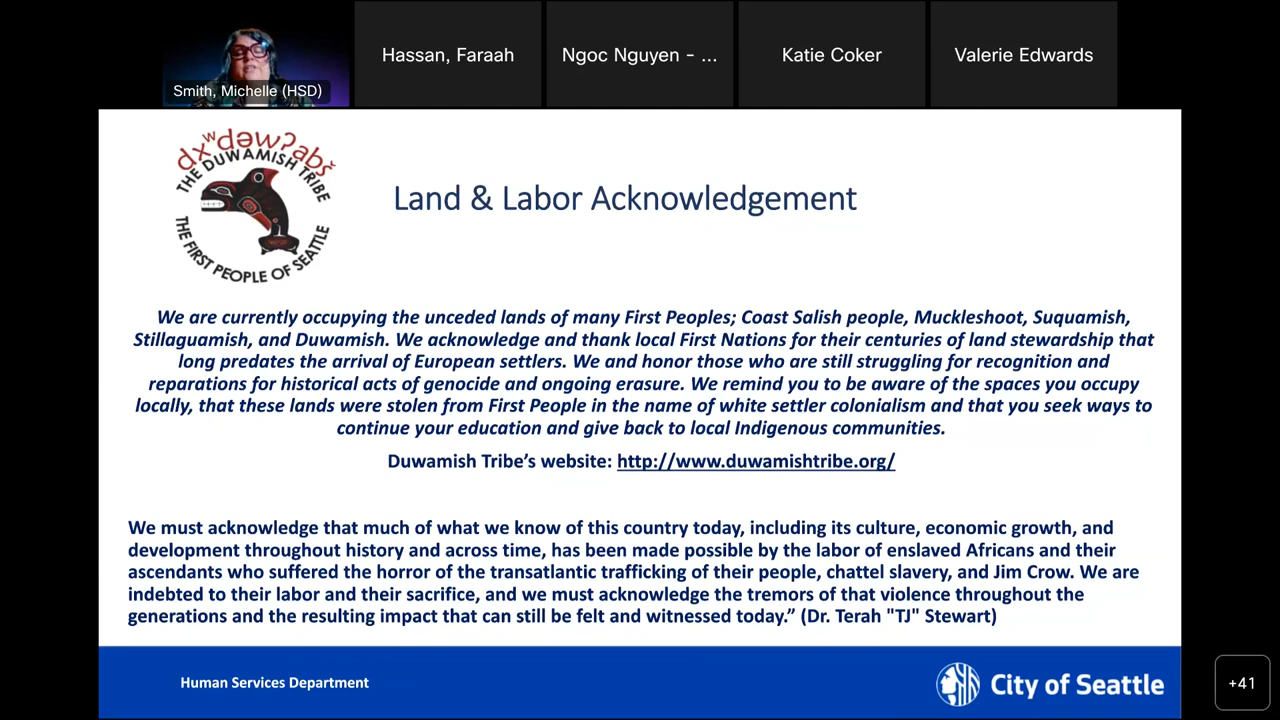 Smith, Michelle (HSD)
Hassan, Faraah
Ngoc Nguyen - ...
Katie Coker
Valerie Edwards
dxʷdəwʔabš
THE DUWAMISH TRIBE
THE FIRST PEOPLE OF SEATTLE
Land & Labor Acknowledgement
We are currently occupying the unceded lands of many First Peoples; Coast Salish people, Muckleshoot, Suquamish,
Stillaguamish, and Duwamish. We acknowledge and thank local First Nations for their centuries of land stewardship that
long predates the arrival of European settlers. We and honor those who are still struggling for recognition and
reparations for historical acts of genocide and ongoing erasure. We remind you to be aware of the spaces you occupy
locally, that these lands were stolen from First People in the name of white settler colonialism and that you seek ways to
continue your education and give back to local Indigenous communities.
Duwamish Tribe's website: http://www.duwamishtribe.org/
We must acknowledge that much of what we know of this country today, including its culture, economic growth, and
development throughout history and across time, has been made possible by the labor of enslaved Africans and their
ascendants who suffered the horror of the transatlantic trafficking of their people, chattel slavery, and Jim Crow. We are
indebted to their labor and their sacrifice, and we must acknowledge the tremors of that violence throughout the
generations and the resulting impact that can still be felt and witnessed today.” (Dr. Terah "TJ" Stewart)
Human Services Department
City of Seattle
+41